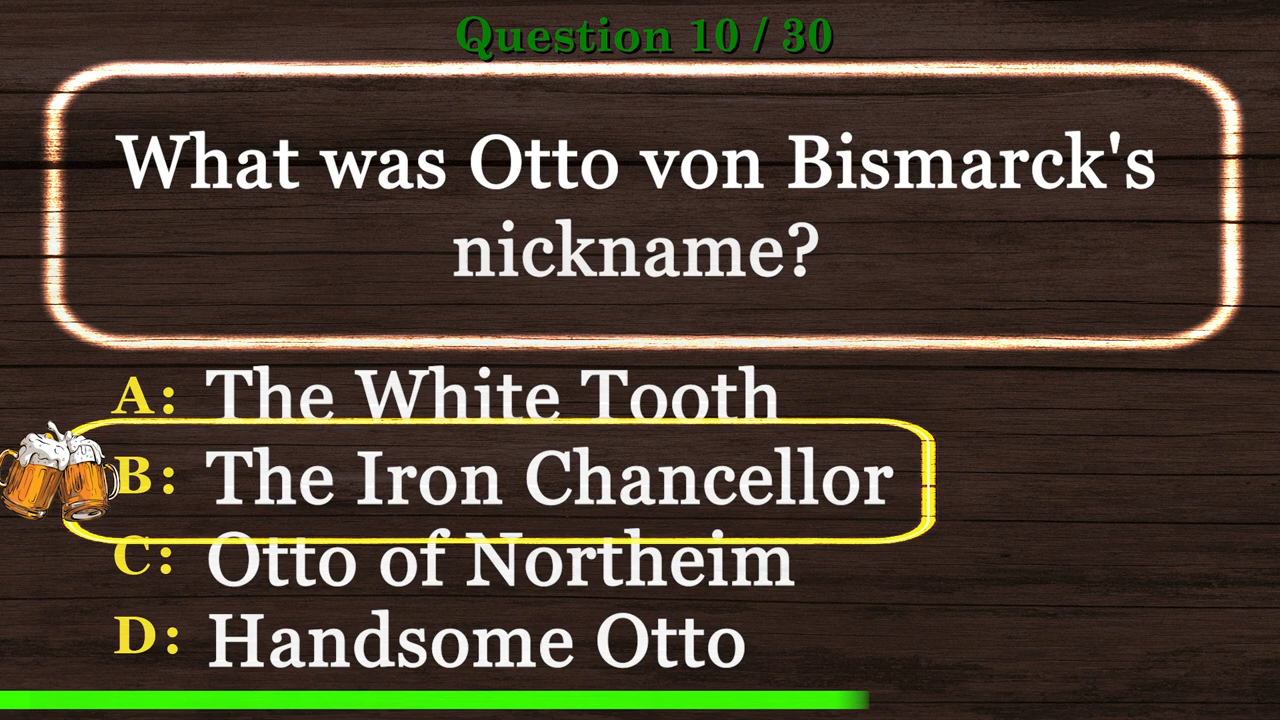 Question 10 / 30
What was Otto von Bismarck's
nickname?
A: The White Tooth
B: The Iron Chancellor
C: Otto of Northeim
D: Handsome Otto